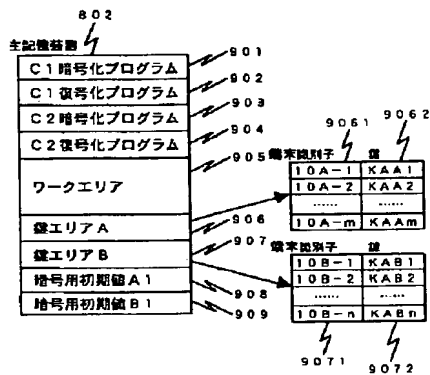 802
主記憶装置
C1暗号化プログラム
901
C1復号化プログラム
902
C2暗号化プログラム
903
C2復号化プログラム
904
905
ワークエリア
鍵エリアA
906
鍵エリアB
907
暗号用初期値A1
908
暗号用初期値B1
909
9061 9062
端末識別子 鍵
10A-1 KAA1
10A-2 KAA2
…… ……
10A-m KAAm
端末識別子 鍵
10B-1 KAB1
10B-2 KAB2
…… ……
10B-n KABn
9071 9072